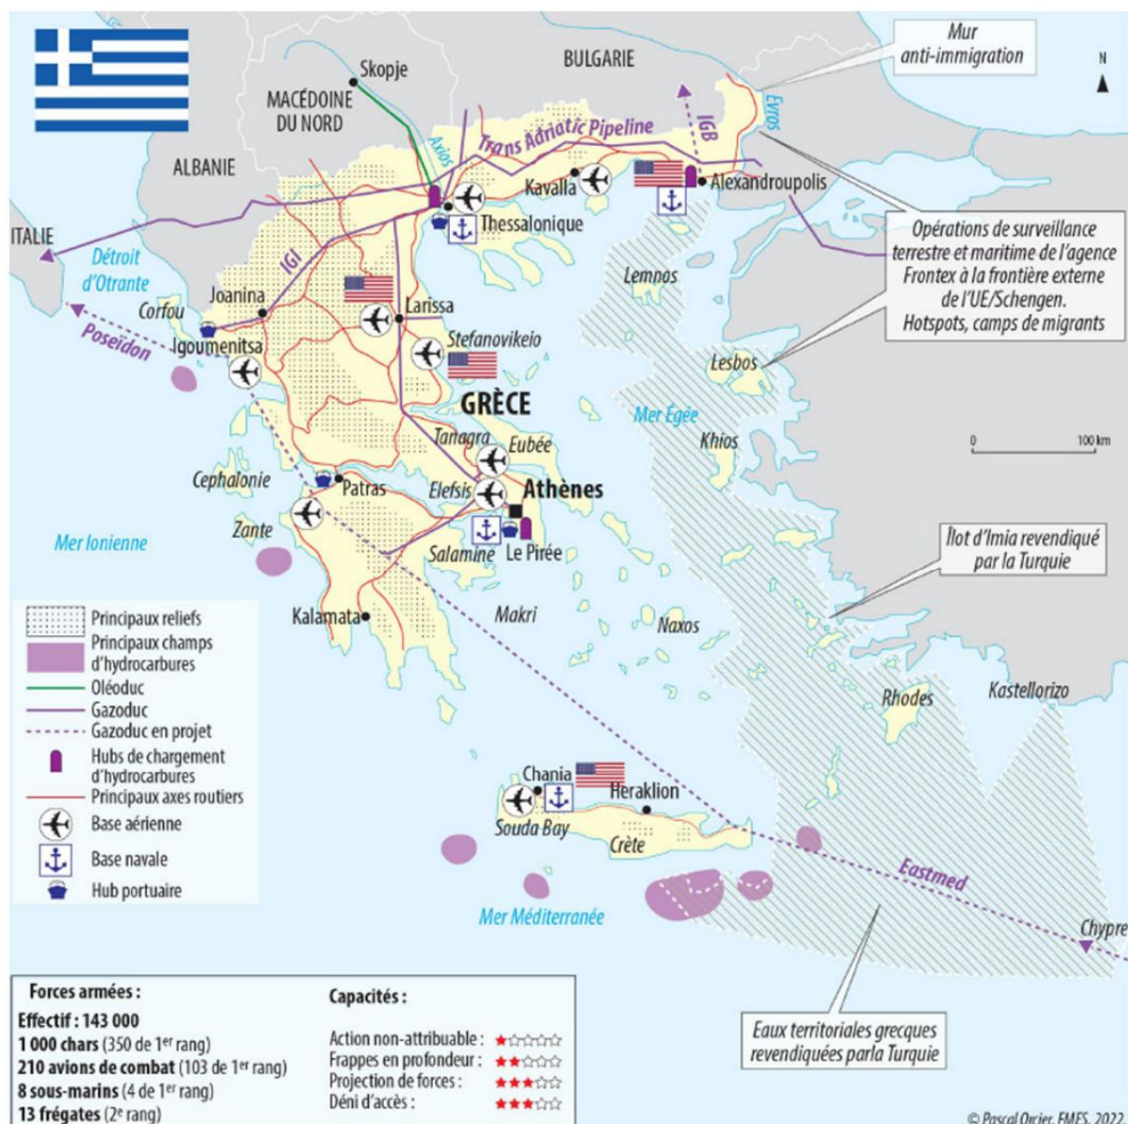 Mur
anti-immigration
N
BULGARIE
Skopje
MACÉDOINE
DU NORD
Evros
IGB
Trans Adriatic Pipeline
Axios
ALBANIE
Kavalla
Alexandroupolis
Thessalonique
ITALIE
Détroit
d'Otrante
IGI
Opérations de surveillance
terrestre et maritime de l'agence
Frontex à la frontière externe
de l'UE/Schengen.
Hotspots, camps de migrants
Lemnos
Joanina
Corfou
Larissa
Poseïdon
Igoumenitsa
Stefanovikeio
Lesbos
GRÈCE
Mer Égée
0 100 km
Tanagra
Eubée
Khios
Cephalonie
Patras
Elefsis
Athènes
Zante
Mer Ionienne
Salamine
Le Pirée
Îlot d'Imia revendiqué
par la Turquie
Kalamata
Makri
Naxos
Rhodes
Kastellorizo
Principaux reliefs
Principaux champs
d'hydrocarbures
Oléoduc
Gazoduc
Gazoduc en projet
Hubs de chargement
d'hydrocarbures
Principaux axes routiers
Base aérienne
Base navale
Hub portuaire
Chania
Heraklion
Souda Bay
Crète
Eastmed
Mer Méditerranée
Chypre
Eaux territoriales grecques
revendiquées parla Turquie
Forces armées :
Effectif : 143 000
1 000 chars (350 de 1er rang)
210 avions de combat (103 de 1er rang)
8 sous-marins (4 de 1er rang)
13 frégates (2e rang)
Capacités :
Action non-attribuable : ★☆☆☆☆
Frappes en profondeur : ★★☆☆☆
Projection de forces : ★★★☆☆
Déni d'accès : ★★★☆☆
© Pascal Orcier, FMES, 2022.